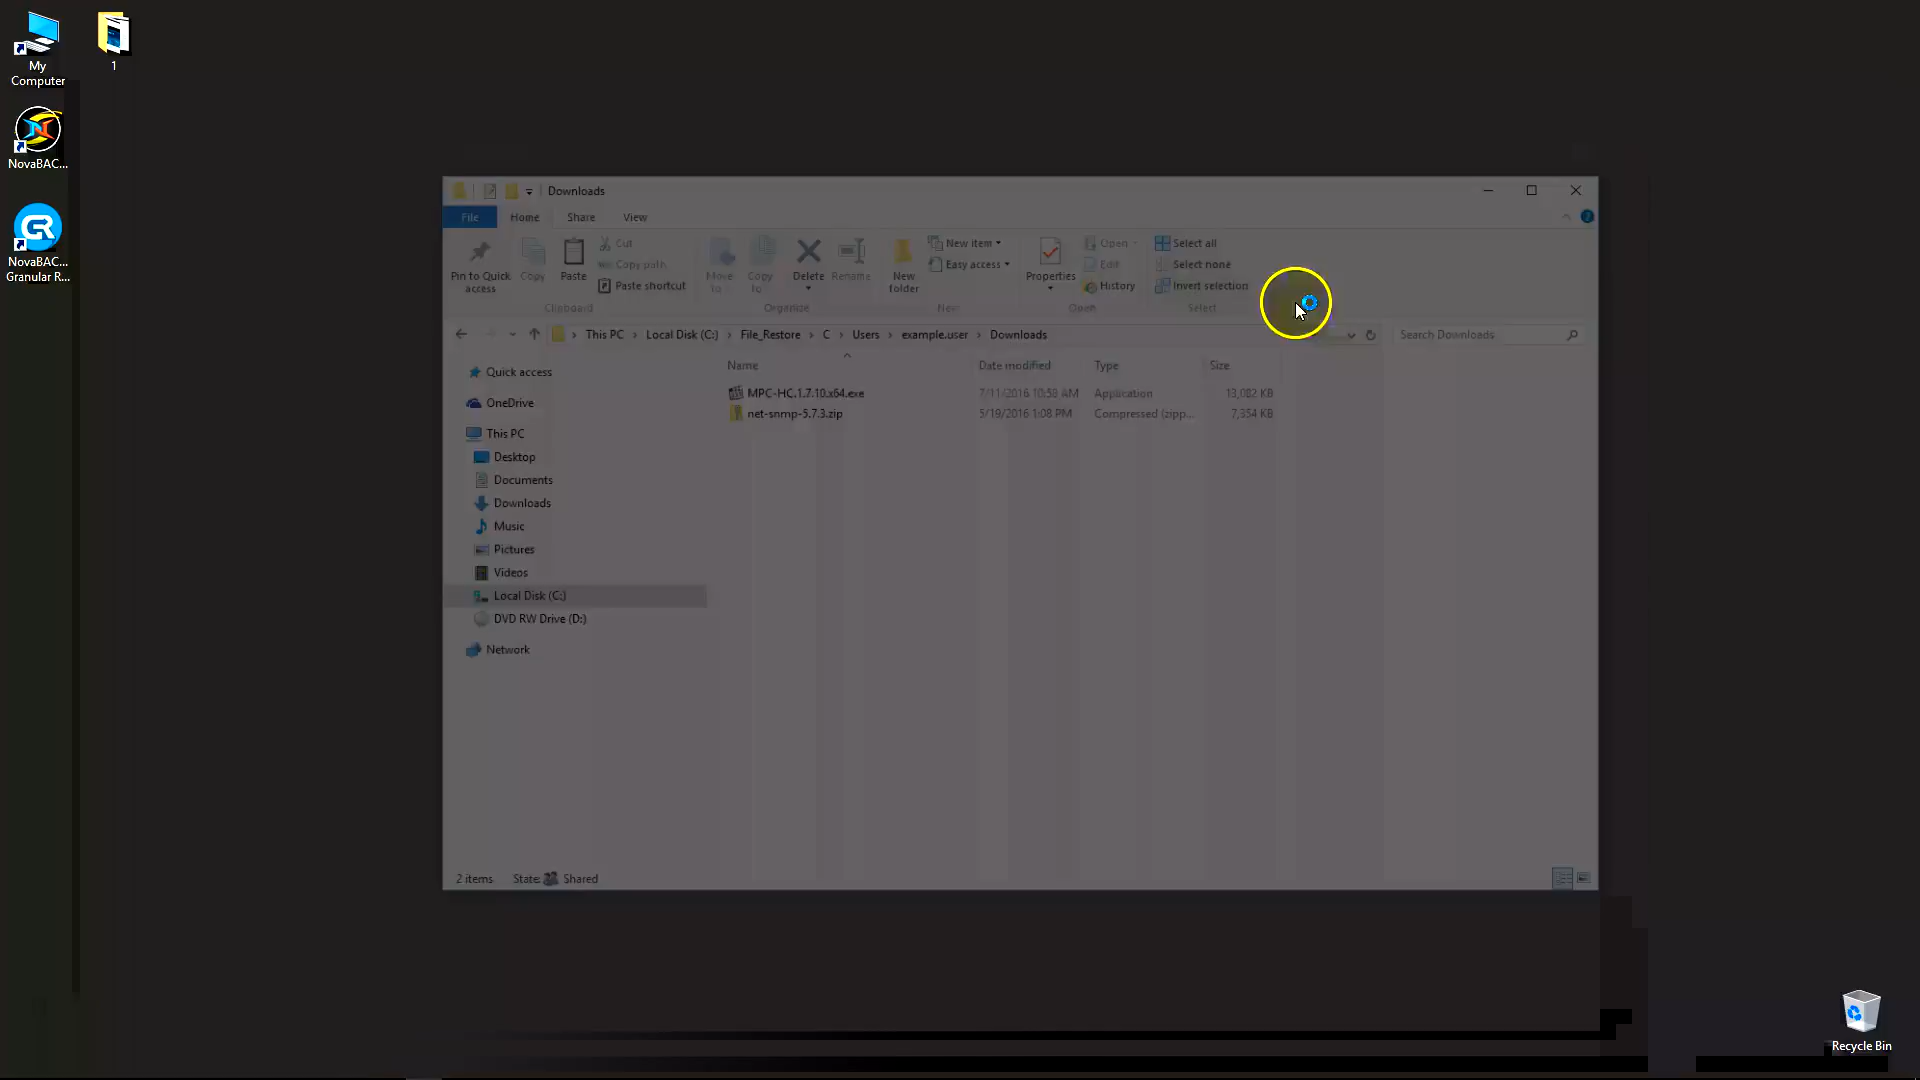 My
Computer
1
NovaBAC...
NovaBAC...
Granular R...
Downloads
File
Home
Share
View
Pin to Quick
access
Copy
Paste
Cut
Copy path
Paste shortcut
Clipboard
Move
to
Copy
to
Delete
Rename
Organize
New
folder
New item
Easy access
New
Properties
Open
Edit
History
Open
Select all
Select none
Invert selection
Select
This PC
Local Disk (C:)
File_Restore
C
Users
example.user
Downloads
Search Downloads
Name
Date modified
Type
Size
MPC-HC.1.7.10.x64.exe
7/11/2016 10:58 AM
Application
13,082 KB
net-snmp-5.7.3.zip
5/19/2016 1:08 PM
Compressed (zipp...
7,354 KB
Quick access
OneDrive
This PC
Desktop
Documents
Downloads
Music
Pictures
Videos
Local Disk (C:)
DVD RW Drive (D:)
Network
2 items
State:
Shared
Recycle Bin